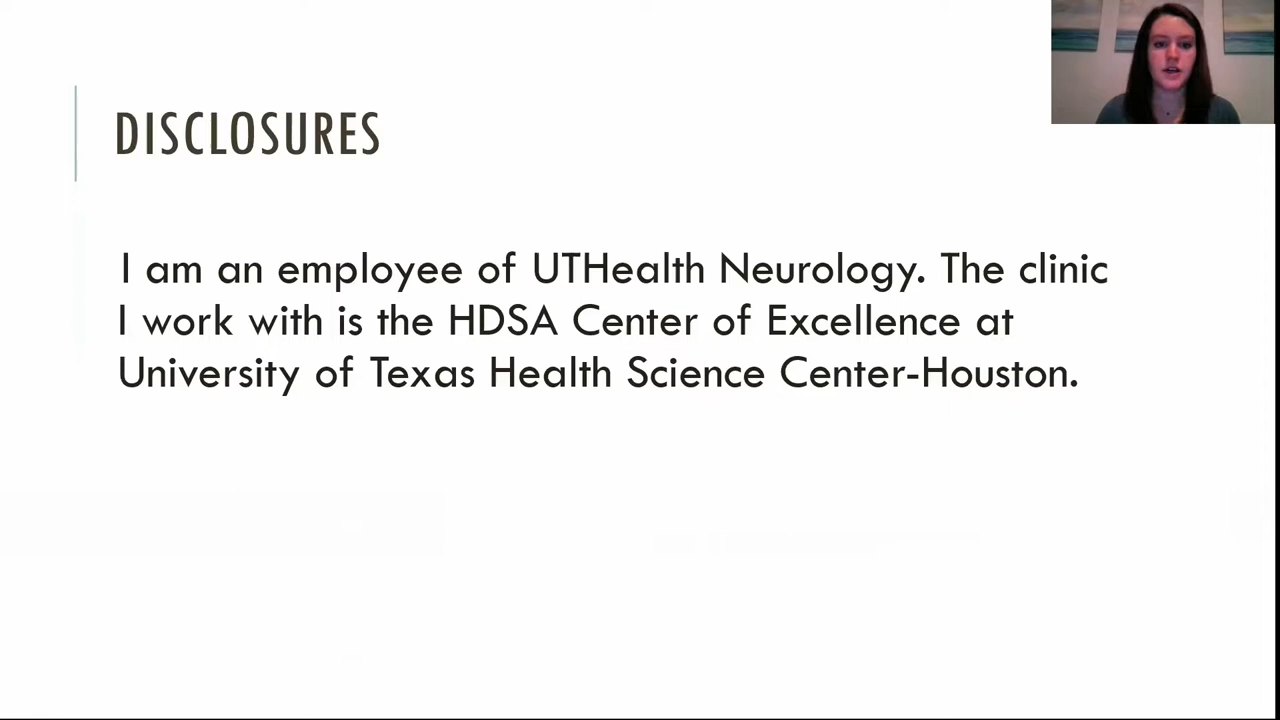 DISCLOSURES
I am an employee of UTHealth Neurology. The clinic
I work with is the HDSA Center of Excellence at
University of Texas Health Science Center-Houston.